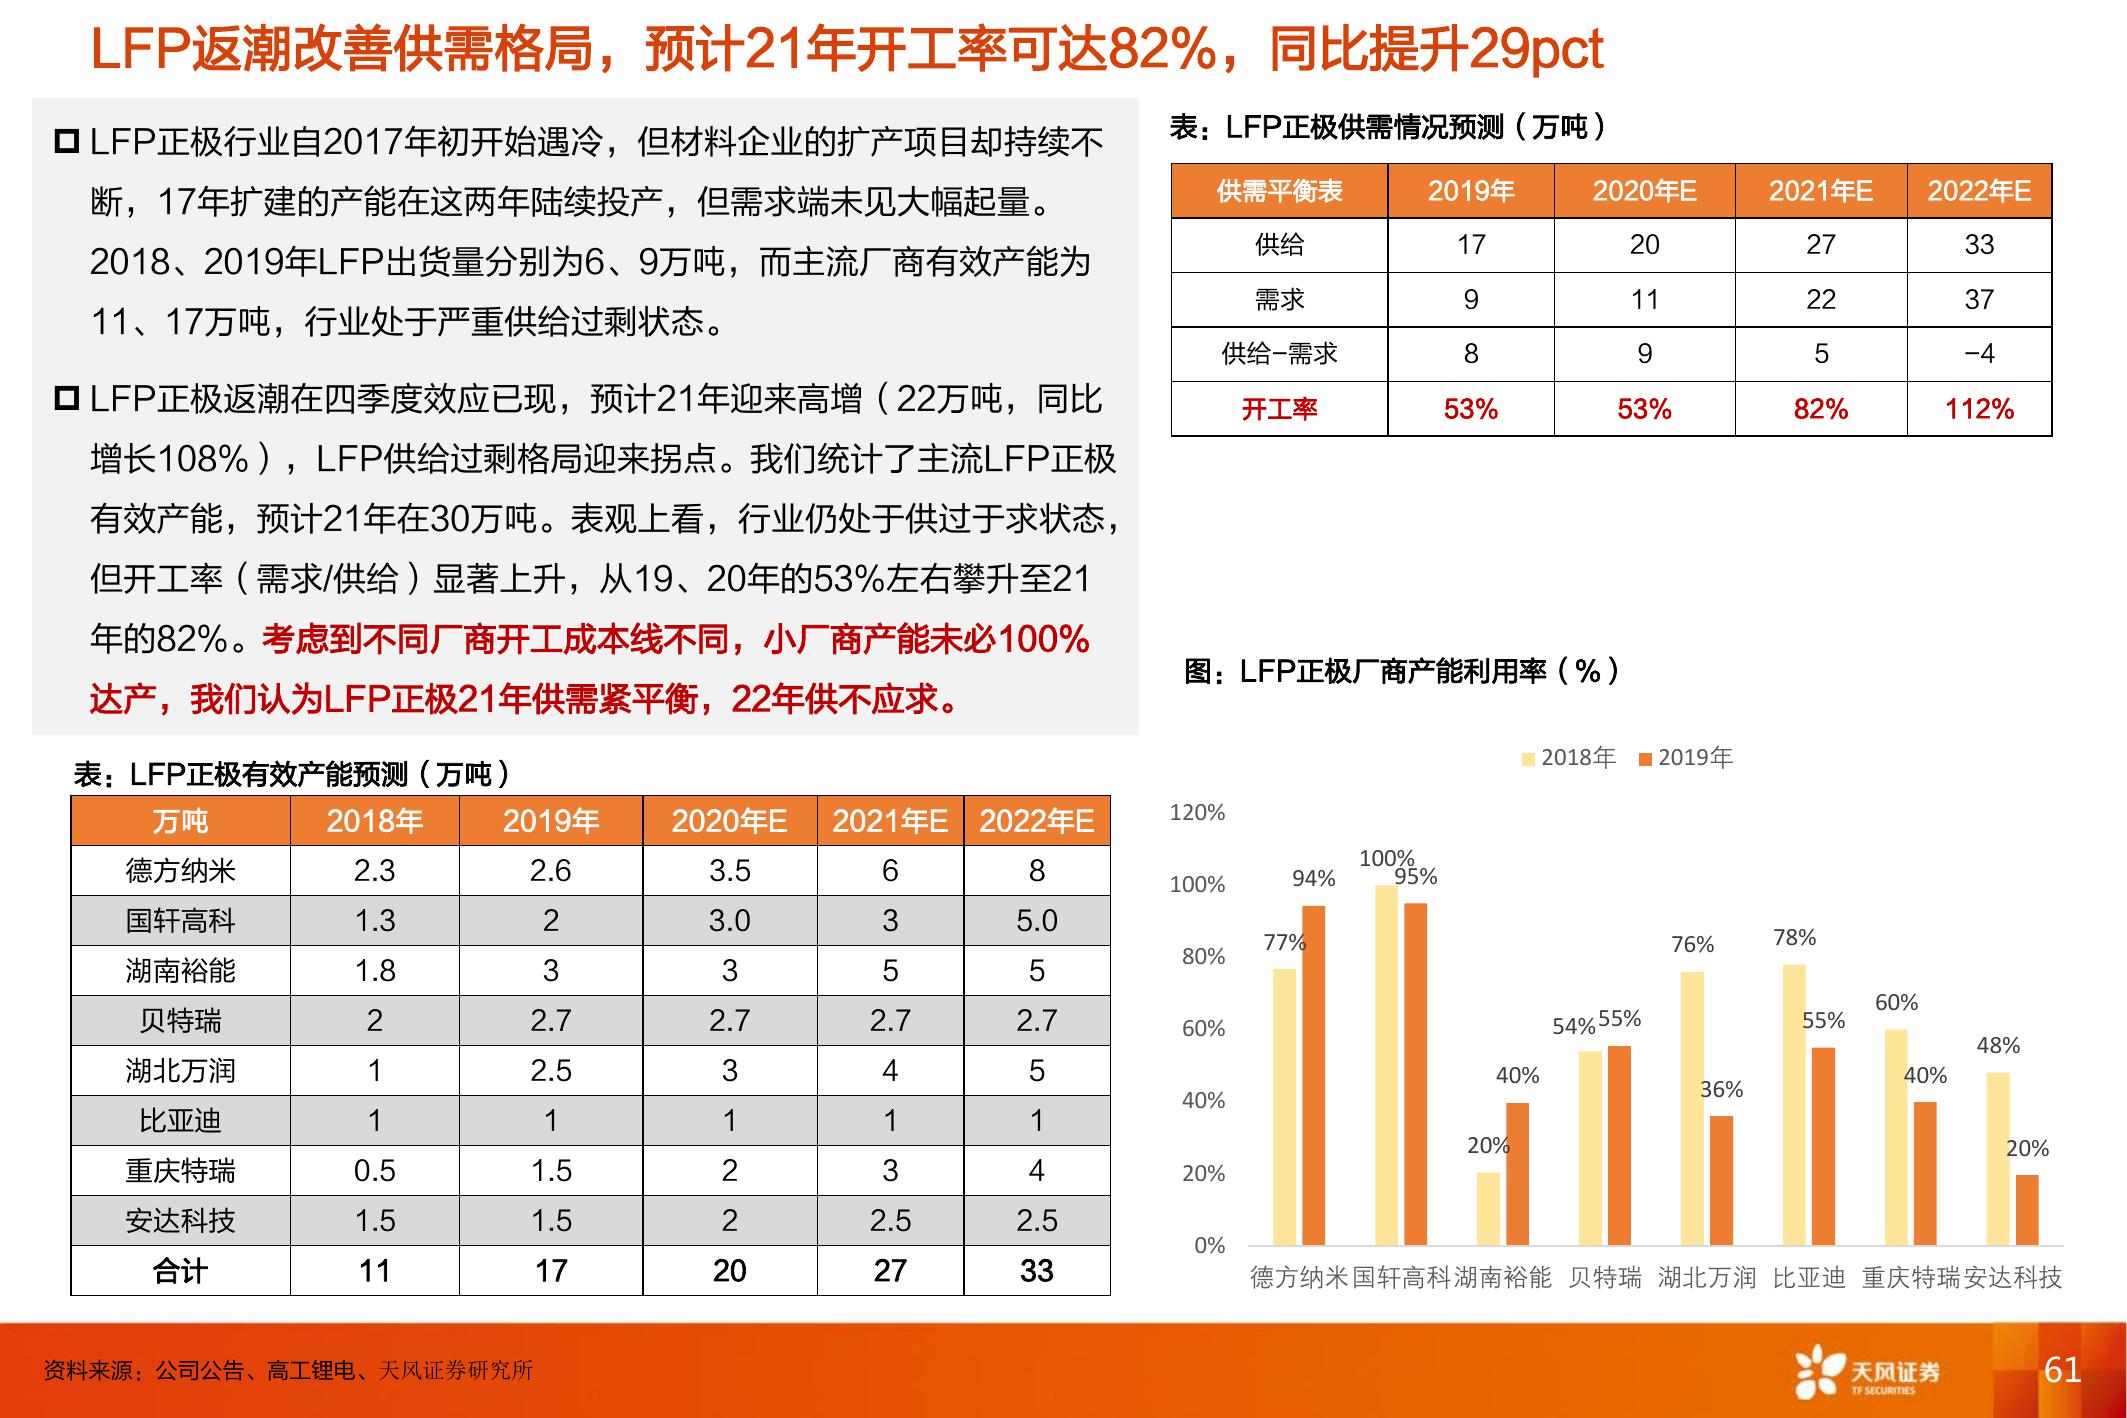 LFP返潮改善供需格局，预计21年开工率可达82%，同比提升29pct
LFP正极行业自2017年初开始遇冷，但材料企业的扩产项目却持续不
断，17年扩建的产能在这两年陆续投产，但需求端未见大幅起量。
2018、2019年LFP出货量分别为6、9万吨，而主流厂商有效产能为
11、17万吨，行业处于严重供给过剩状态。
LFP正极返潮在四季度效应已现，预计21年迎来高增（22万吨，同比
增长108%），LFP供给过剩格局迎来拐点。我们统计了主流LFP正极
有效产能，预计21年在30万吨。表观上看，行业仍处于供过于求状态，
但开工率（需求/供给）显著上升，从19、20年的53%左右攀升至21
年的82%。考虑到不同厂商开工成本线不同，小厂商产能未必100%
达产，我们认为LFP正极21年供需紧平衡，22年供不应求。
表：LFP正极供需情况预测（万吨）
供需平衡表 2019年 2020年E 2021年E 2022年E
供给 17 20 27 33
需求 9 11 22 37
供给-需求 8 9 5 -4
开工率 53% 53% 82% 112%
表：LFP正极有效产能预测（万吨）
万吨 2018年 2019年 2020年E 2021年E 2022年E
德方纳米 2.3 2.6 3.5 6 8
国轩高科 1.3 2 3.0 3 5.0
湖南裕能 1.8 3 3 5 5
贝特瑞 2 2.7 2.7 2.7 2.7
湖北万润 1 2.5 3 4 5
比亚迪 1 1 1 1 1
重庆特瑞 0.5 1.5 2 3 4
安达科技 1.5 1.5 2 2.5 2.5
合计 11 17 20 27 33
图：LFP正极厂商产能利用率（%）
2018年 2019年
120%
100%
80%
60%
40%
20%
0%
77% 94% 100% 95% 20% 40% 54% 55% 76% 36% 78% 55% 60% 40% 48% 20%
德方纳米 国轩高科 湖南裕能 贝特瑞 湖北万润 比亚迪 重庆特瑞 安达科技
资料来源：公司公告、高工锂电、天风证券研究所
天风证券
TF SECURITIES
61